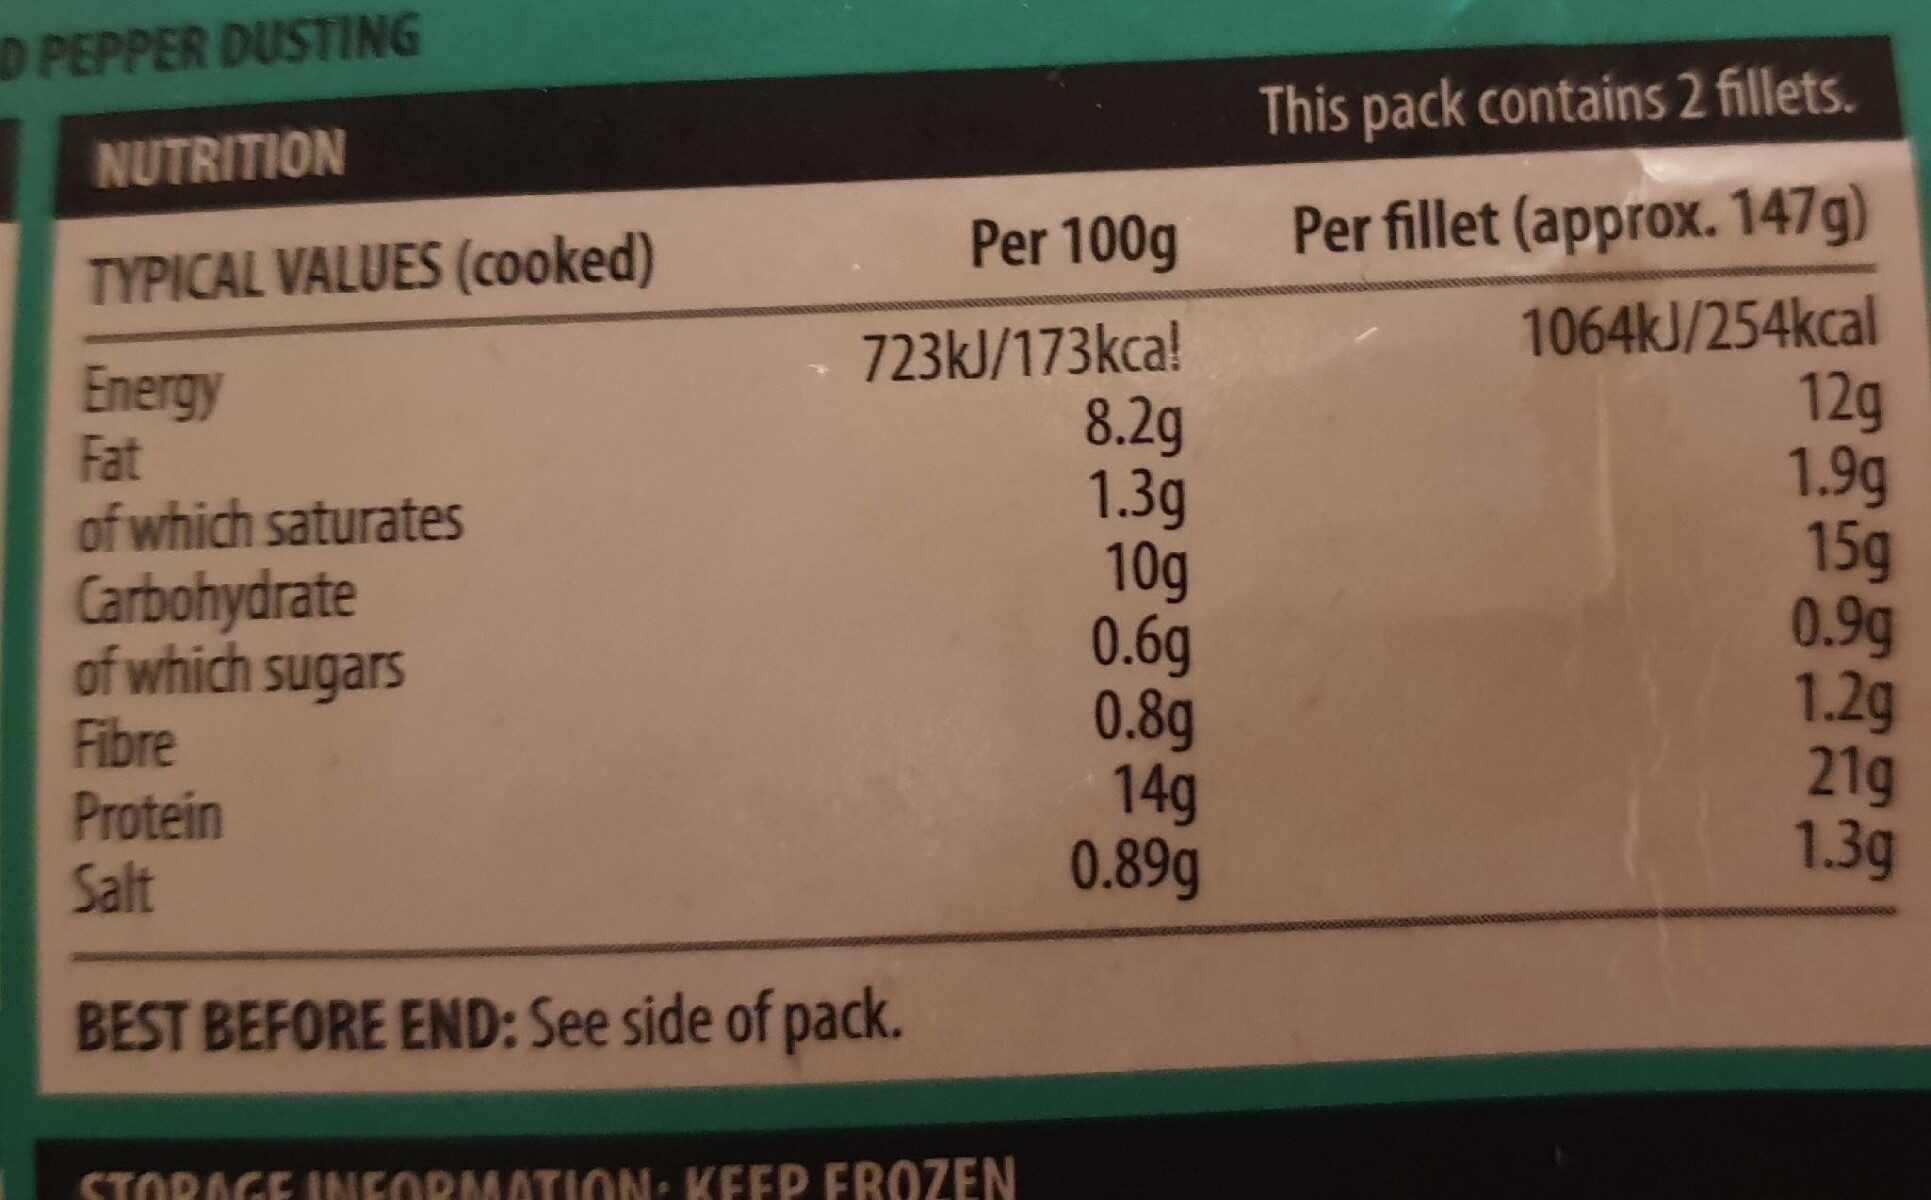 D PEPPER DUSTING
NUTRITION This pack contains 2 fillets.
TYPICAL VALUES (cooked) Per 100g Per fillet (approx. 147g)
Energy 723kJ/173kcal 1064kJ/254kcal
Fat 8.2g 12g
of which saturates 1.3g 1.9g
Carbohydrate 10g 15g
of which sugars 0.6g 0.9g
Fibre 0.8g 1.2g
Protein 14g 21g
Salt 0.89g 1.3g
BEST BEFORE END: See side of pack.
STORAGE INFORMATION: KEEP FROZEN